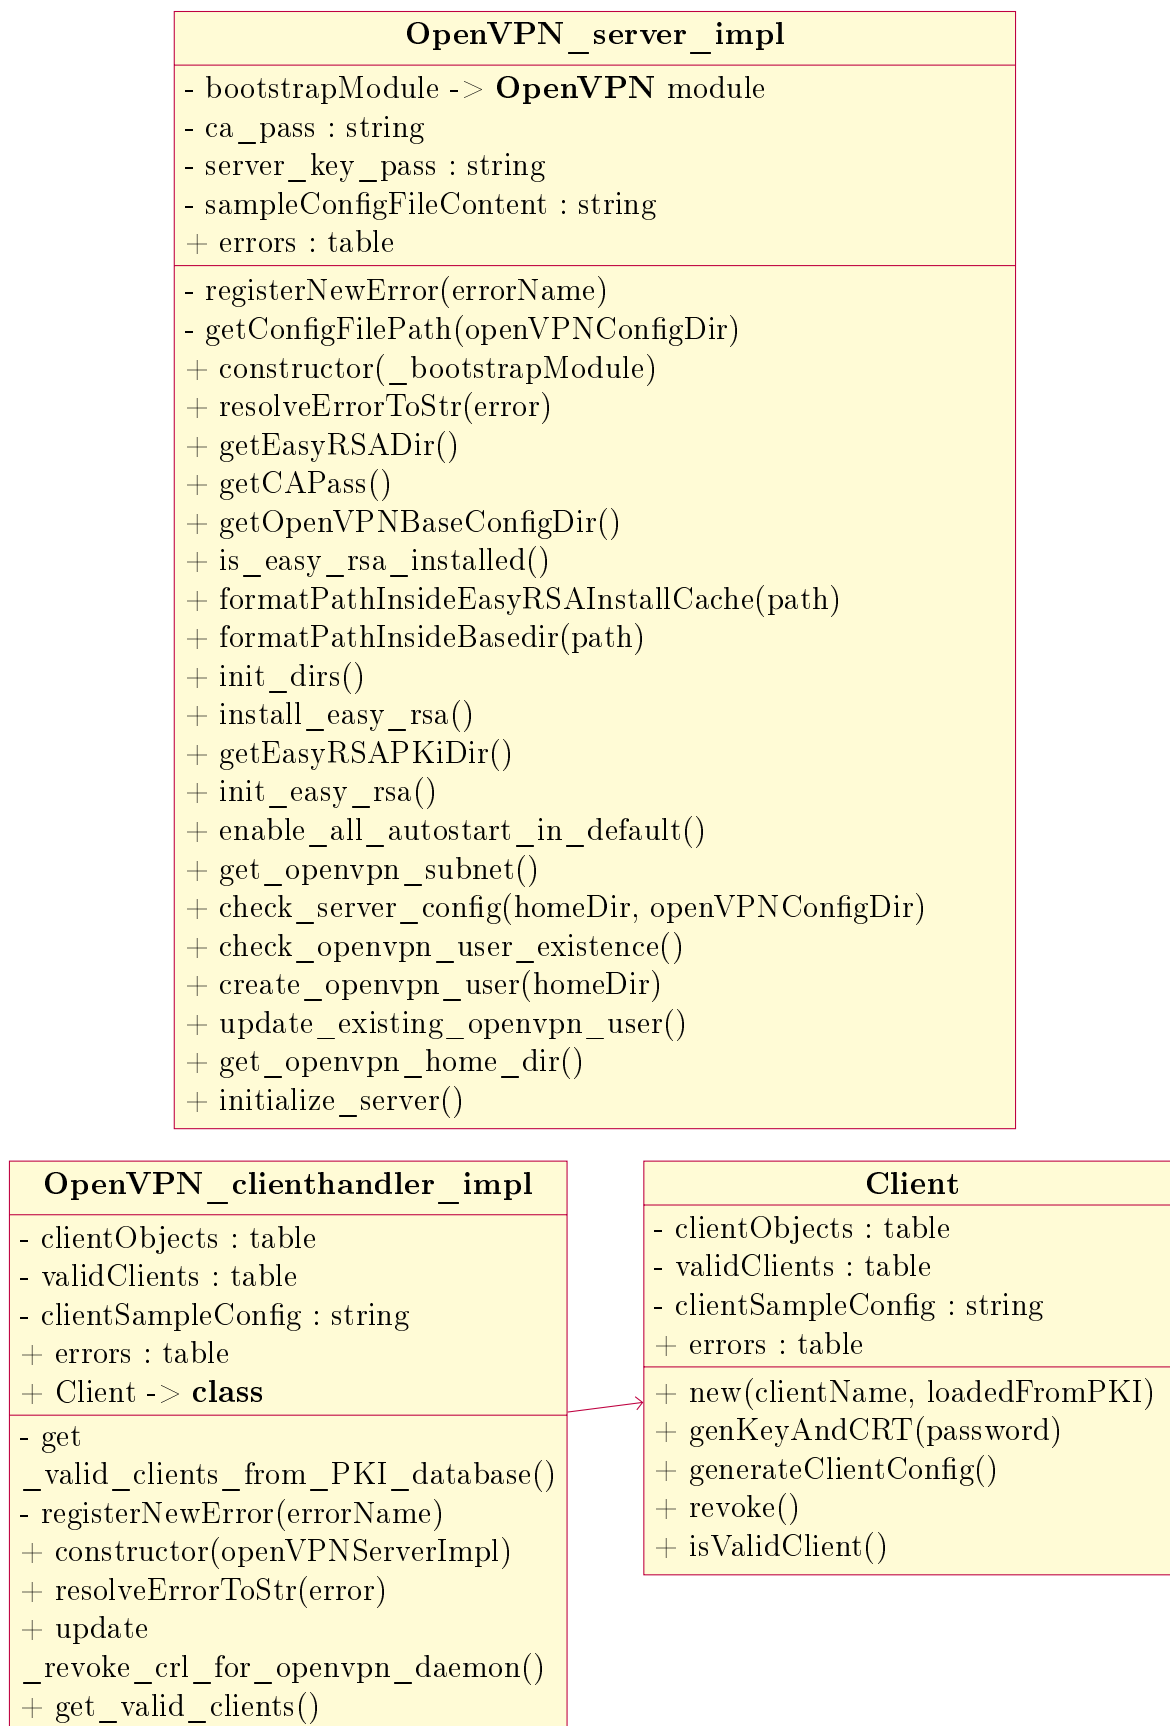 OpenVPN_server_impl
- bootstrapModule -> OpenVPN module
- ca_pass : string
- server_key_pass : string
- sampleConfigFileContent : string
+ errors : table
- registerNewError(errorName)
- getConfigFilePath(openVPNConfigDir)
+ constructor(_bootstrapModule)
+ resolveErrorToStr(error)
+ getEasyRSADir()
+ getCAPass()
+ getOpenVPNBaseConfigDir()
+ is_easy_rsa_installed()
+ formatPathInsideEasyRSAInstallCache(path)
+ formatPathInsideBasedir(path)
+ init_dirs()
+ install_easy_rsa()
+ getEasyRSAPKiDir()
+ init_easy_rsa()
+ enable_all_autostart_in_default()
+ get_openvpn_subnet()
+ check_server_config(homeDir, openVPNConfigDir)
+ check_openvpn_user_existence()
+ create_openvpn_user(homeDir)
+ update_existing_openvpn_user()
+ get_openvpn_home_dir()
+ initialize_server()
OpenVPN_clienthandler_impl
- clientObjects : table
- validClients : table
- clientSampleConfig : string
+ errors : table
+ Client -> class
- get
_valid_clients_from_PKI_database()
- registerNewError(errorName)
+ constructor(openVPNServerImpl)
+ resolveErrorToStr(error)
+ update
_revoke_crl_for_openvpn_daemon()
+ get_valid_clients()
Client
- clientObjects : table
- validClients : table
- clientSampleConfig : string
+ errors : table
+ new(clientName, loadedFromPKI)
+ genKeyAndCRT(password)
+ generateClientConfig()
+ revoke()
+ isValidClient()